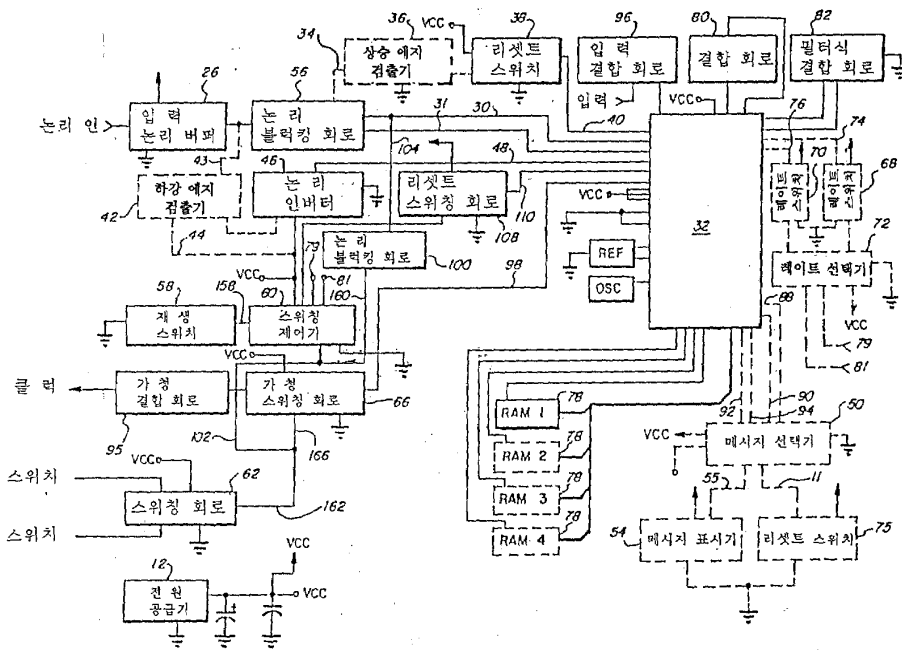 34
36
VCC
38
96
80
82
상승 에지
검출기
리셋트
스위치
입 력
결합 회로
결합 회로
필터식
결합 회로
26
56
입력
VCC
논리 인
입 력
논리 버퍼
논 리
블럭킹 회로
30
31
40
76
74
104
43
46
48
70
68
하강 에지
검출기
논 리
인버터
리셋트
스위칭 회로
42
110
VCC
32
108
44
72
논 리
블럭킹 회로
100
REF
레이트 선택기
79
81
VCC
98
OSC
88
58
158
60
160
재 생
스위치
스위칭
제어기
VCC
79
81
VCC
클 럭
가 청
결합 회로
가 청
스위칭 회로
66
95
RAM 1
78
92
90
94
50
102
166
VCC
메시지 선택기
RAM 2
78
스위치
VCC
62
55
11
스위칭 회로
RAM 3
78
162
스위치
RAM 4
78
54
메시지 표시기
리셋트 스위치
75
VCC
12
전 원
공급기
VCC